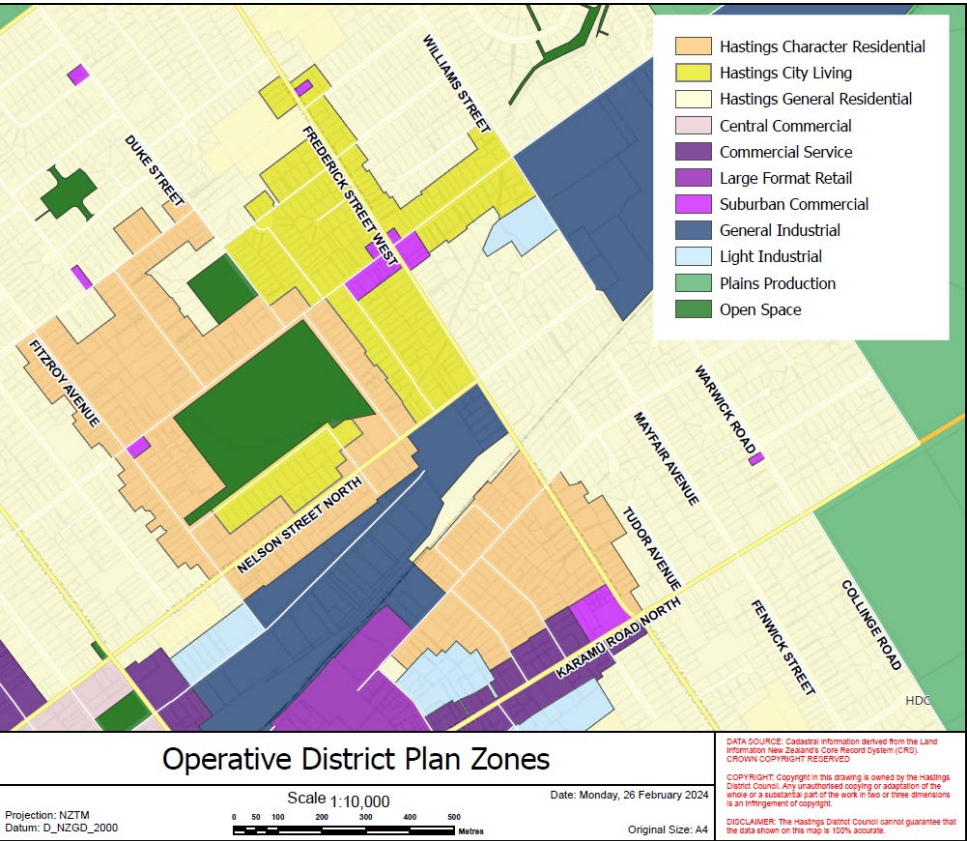 Hastings Character Residential
Hastings City Living
Hastings General Residential
Central Commercial
Commercial Service
Large Format Retail
Suburban Commercial
General Industrial
Light Industrial
Plains Production
Open Space
WILLIAMS STREET
DUKE STREET
FREDERICK STREET WEST
FITZROY AVENUE
NELSON STREET NORTH
WARWICK ROAD
MAYFAIR AVENUE
TUDOR AVENUE
KARAMŪ ROAD NORTH
FENWICK STREET
COLLINGE ROAD
HDC
Operative District Plan Zones
Projection: NZTM
Datum: D_NZGD_2000
Scale 1:10,000
0 50 100 200 300 400 500
Metres
Date: Monday, 26 February 2024
Original Size: A4
DATA SOURCE: Cadastral information derived from the Land
Information New Zealand's Core Record System (CRS).
CROWN COPYRIGHT RESERVED
COPYRIGHT: Copyright in this drawing is owned by the Hastings
District Council. Any unauthorised copying or adaptation of the
whole or a substantial part of the work in two or three dimensions
is an infringement of copyright.
DISCLAIMER: The Hastings District Council cannot guarantee that
the data shown on this map is 100% accurate.